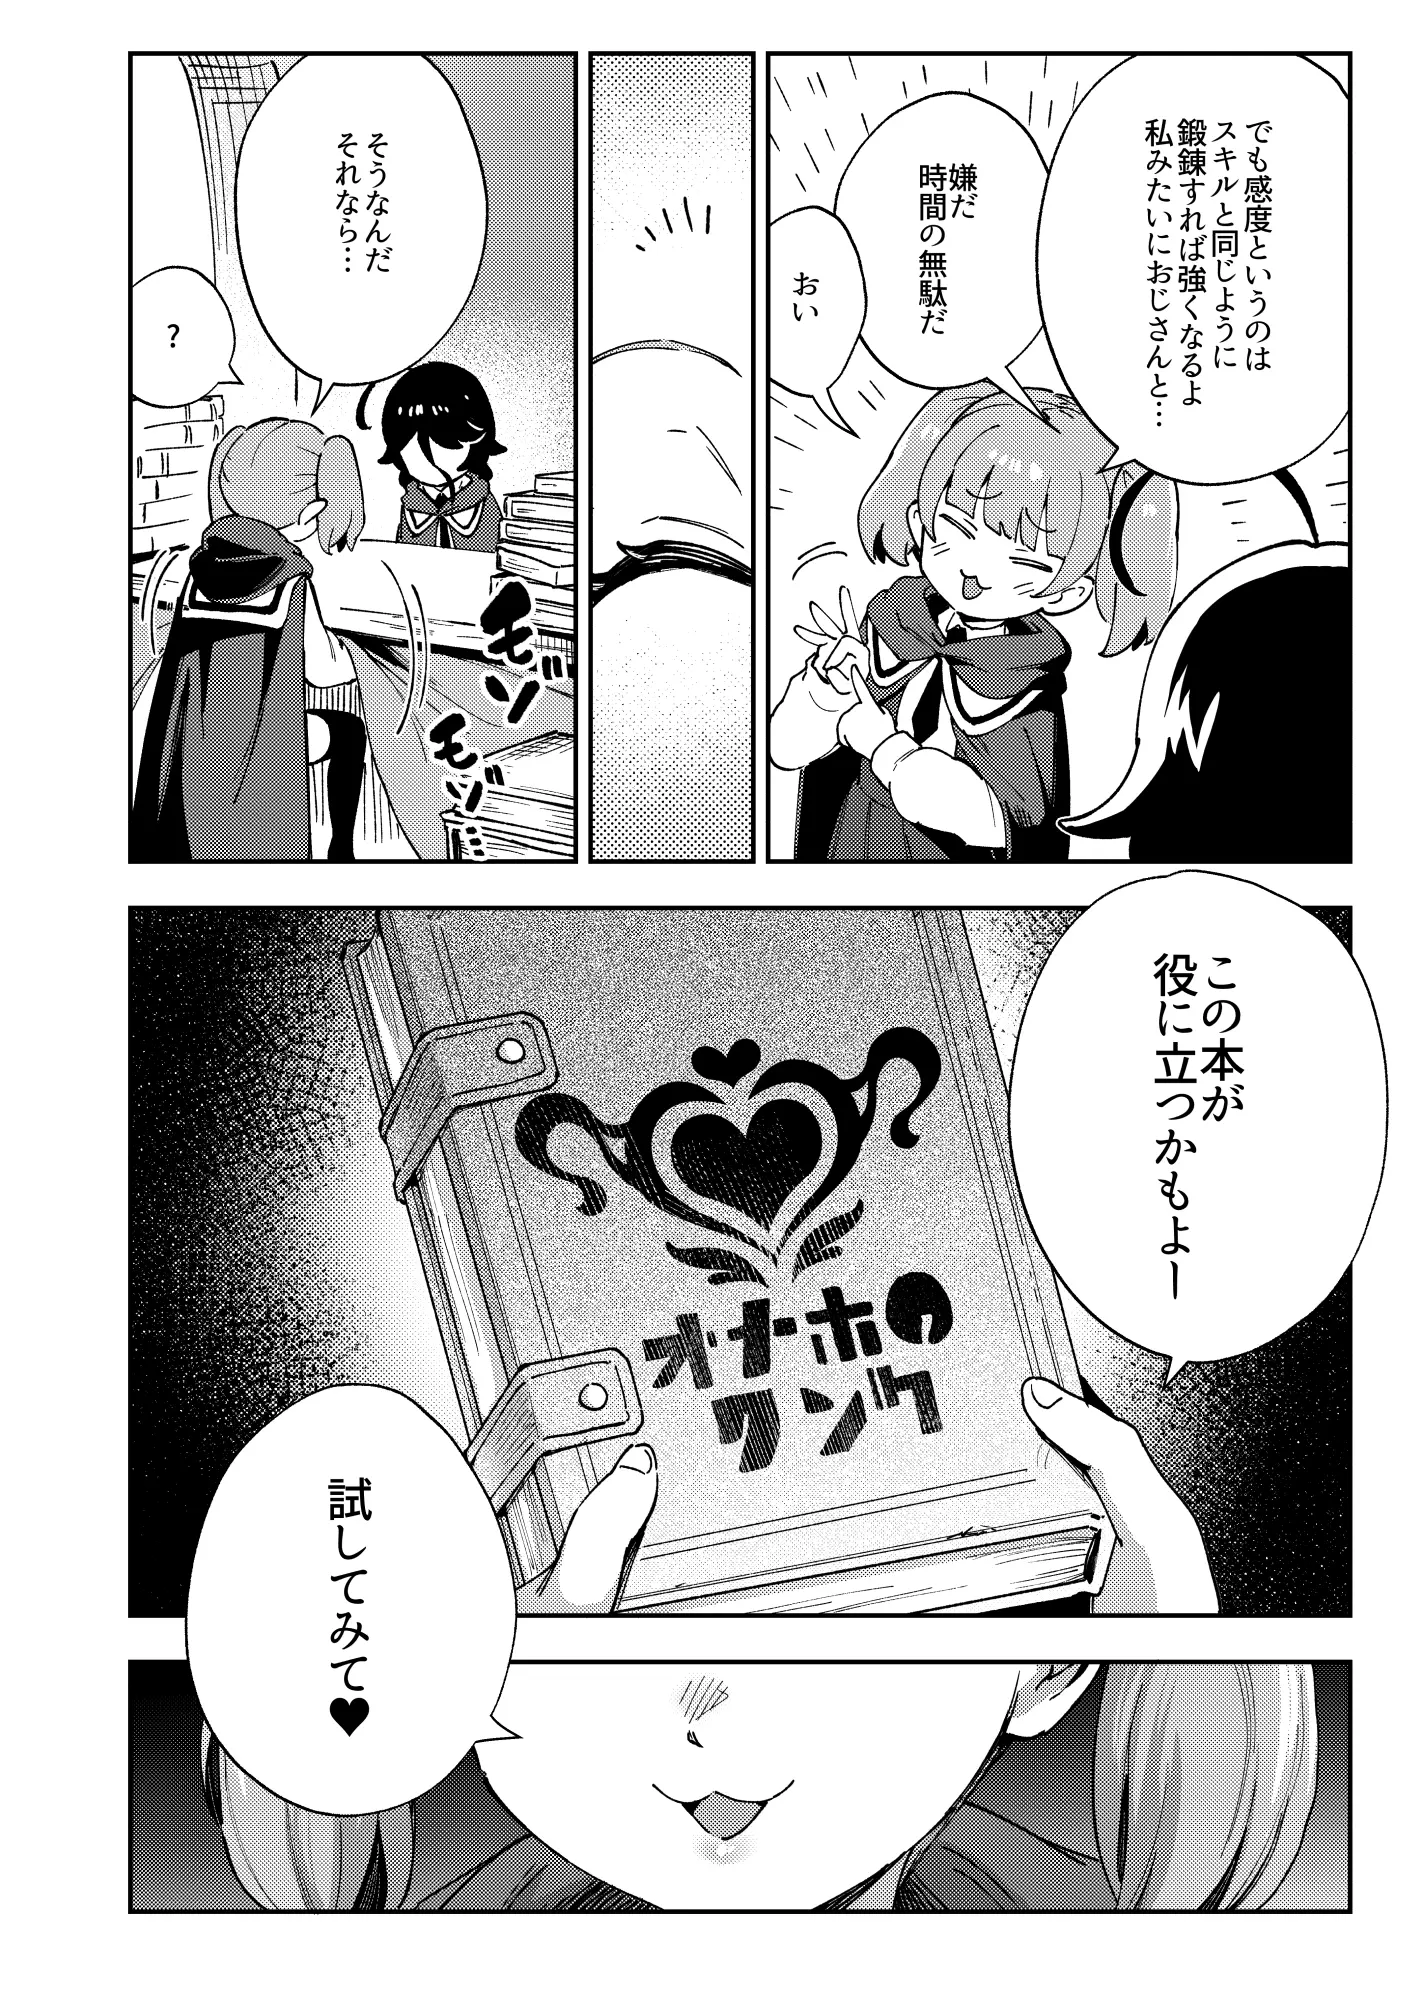 でも感度というのは
スキルと同じように
鍛錬すれば強くなるよ
私みたいにおじさんと…
嫌だ
時間の無駄だ
おい
そうなんだ
それなら…
?
モゾ
モゾ
この本が
役に立つかもよー
オナホの
ワンダ
試してみて♥